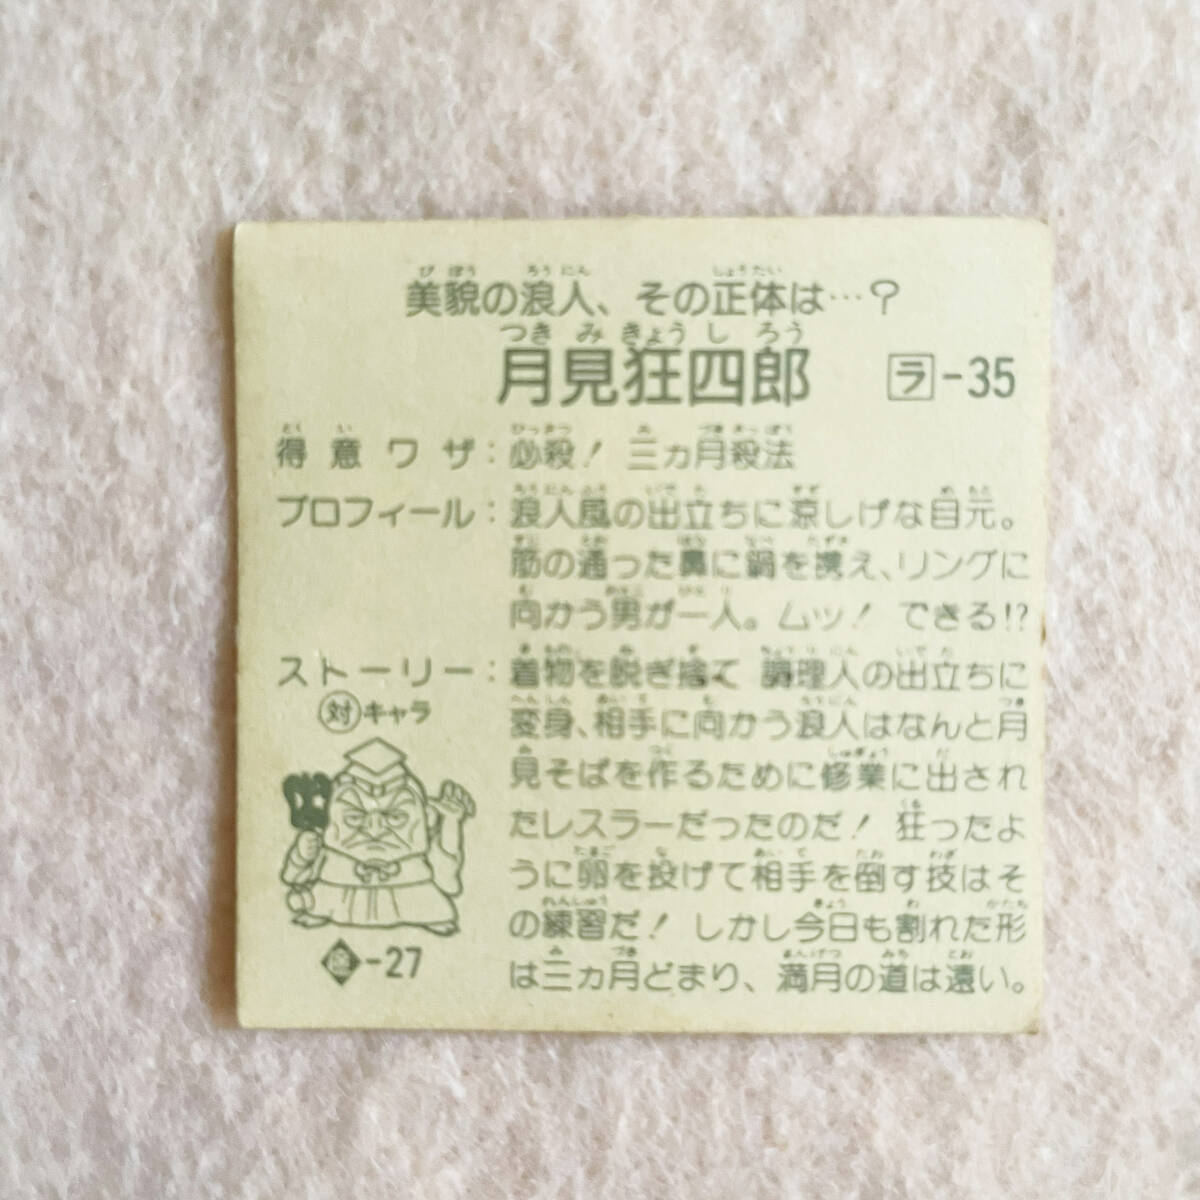 美貌の浪人、その正体は…？
月見狂四郎 ラ-35
得意ワザ：必殺！ 三ヵ月殺法
プロフィール：浪人風の出立ちに涼しげな目元。
筋の通った鼻に鍋を携え、リングに
向かう男が一人。ムッ！ できる!?
ストーリー：着物を脱ぎ捨て 調理人の出立ちに
変身、相手に向かう浪人はなんと月
見そばを作るために修業に出され
たレスラーだったのだ！ 狂ったよ
うに卵を投げて相手を倒す技はそ
の練習だ！ しかし今日も割れた形
は三ヵ月どまり、満月の道は遠い。
対キャラ
-27